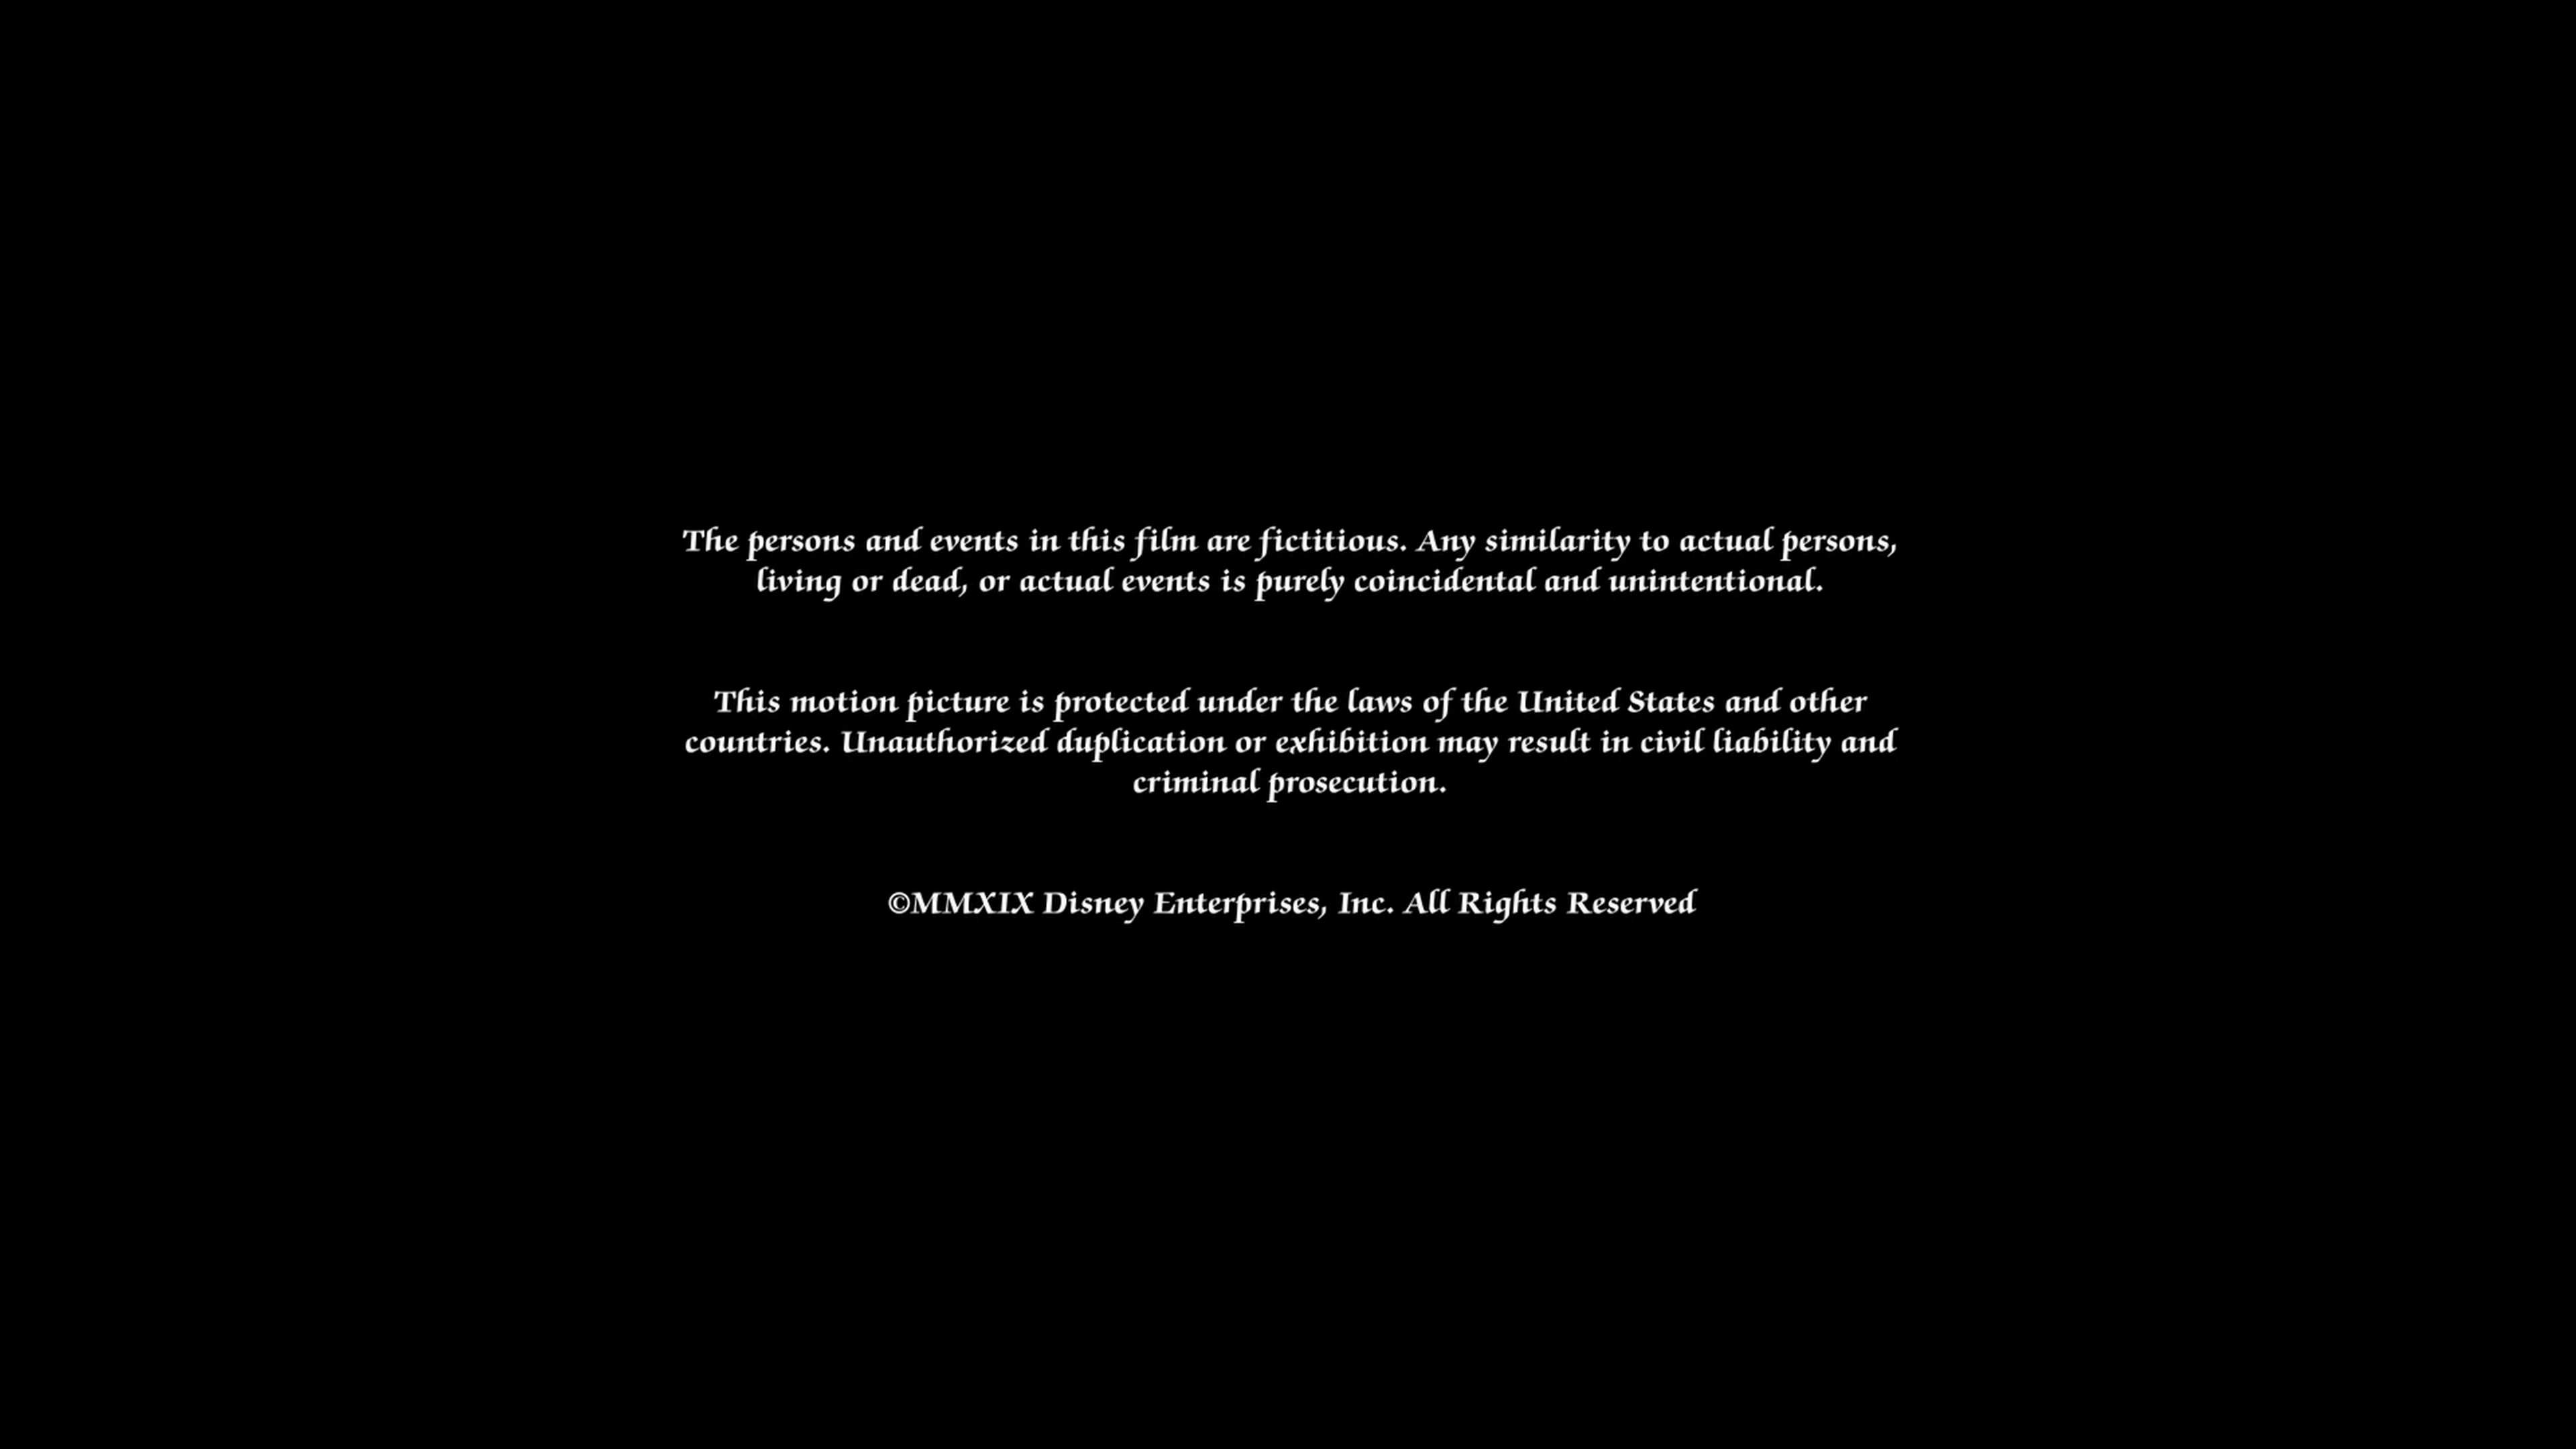 The persons and events in this film are fictitious. Any similarity to actual persons,
living or dead, or actual events is purely coincidental and unintentional.
This motion picture is protected under the laws of the United States and other
countries. Unauthorized duplication or exhibition may result in civil liability and
criminal prosecution.
©MMXIX Disney Enterprises, Inc. All Rights Reserved